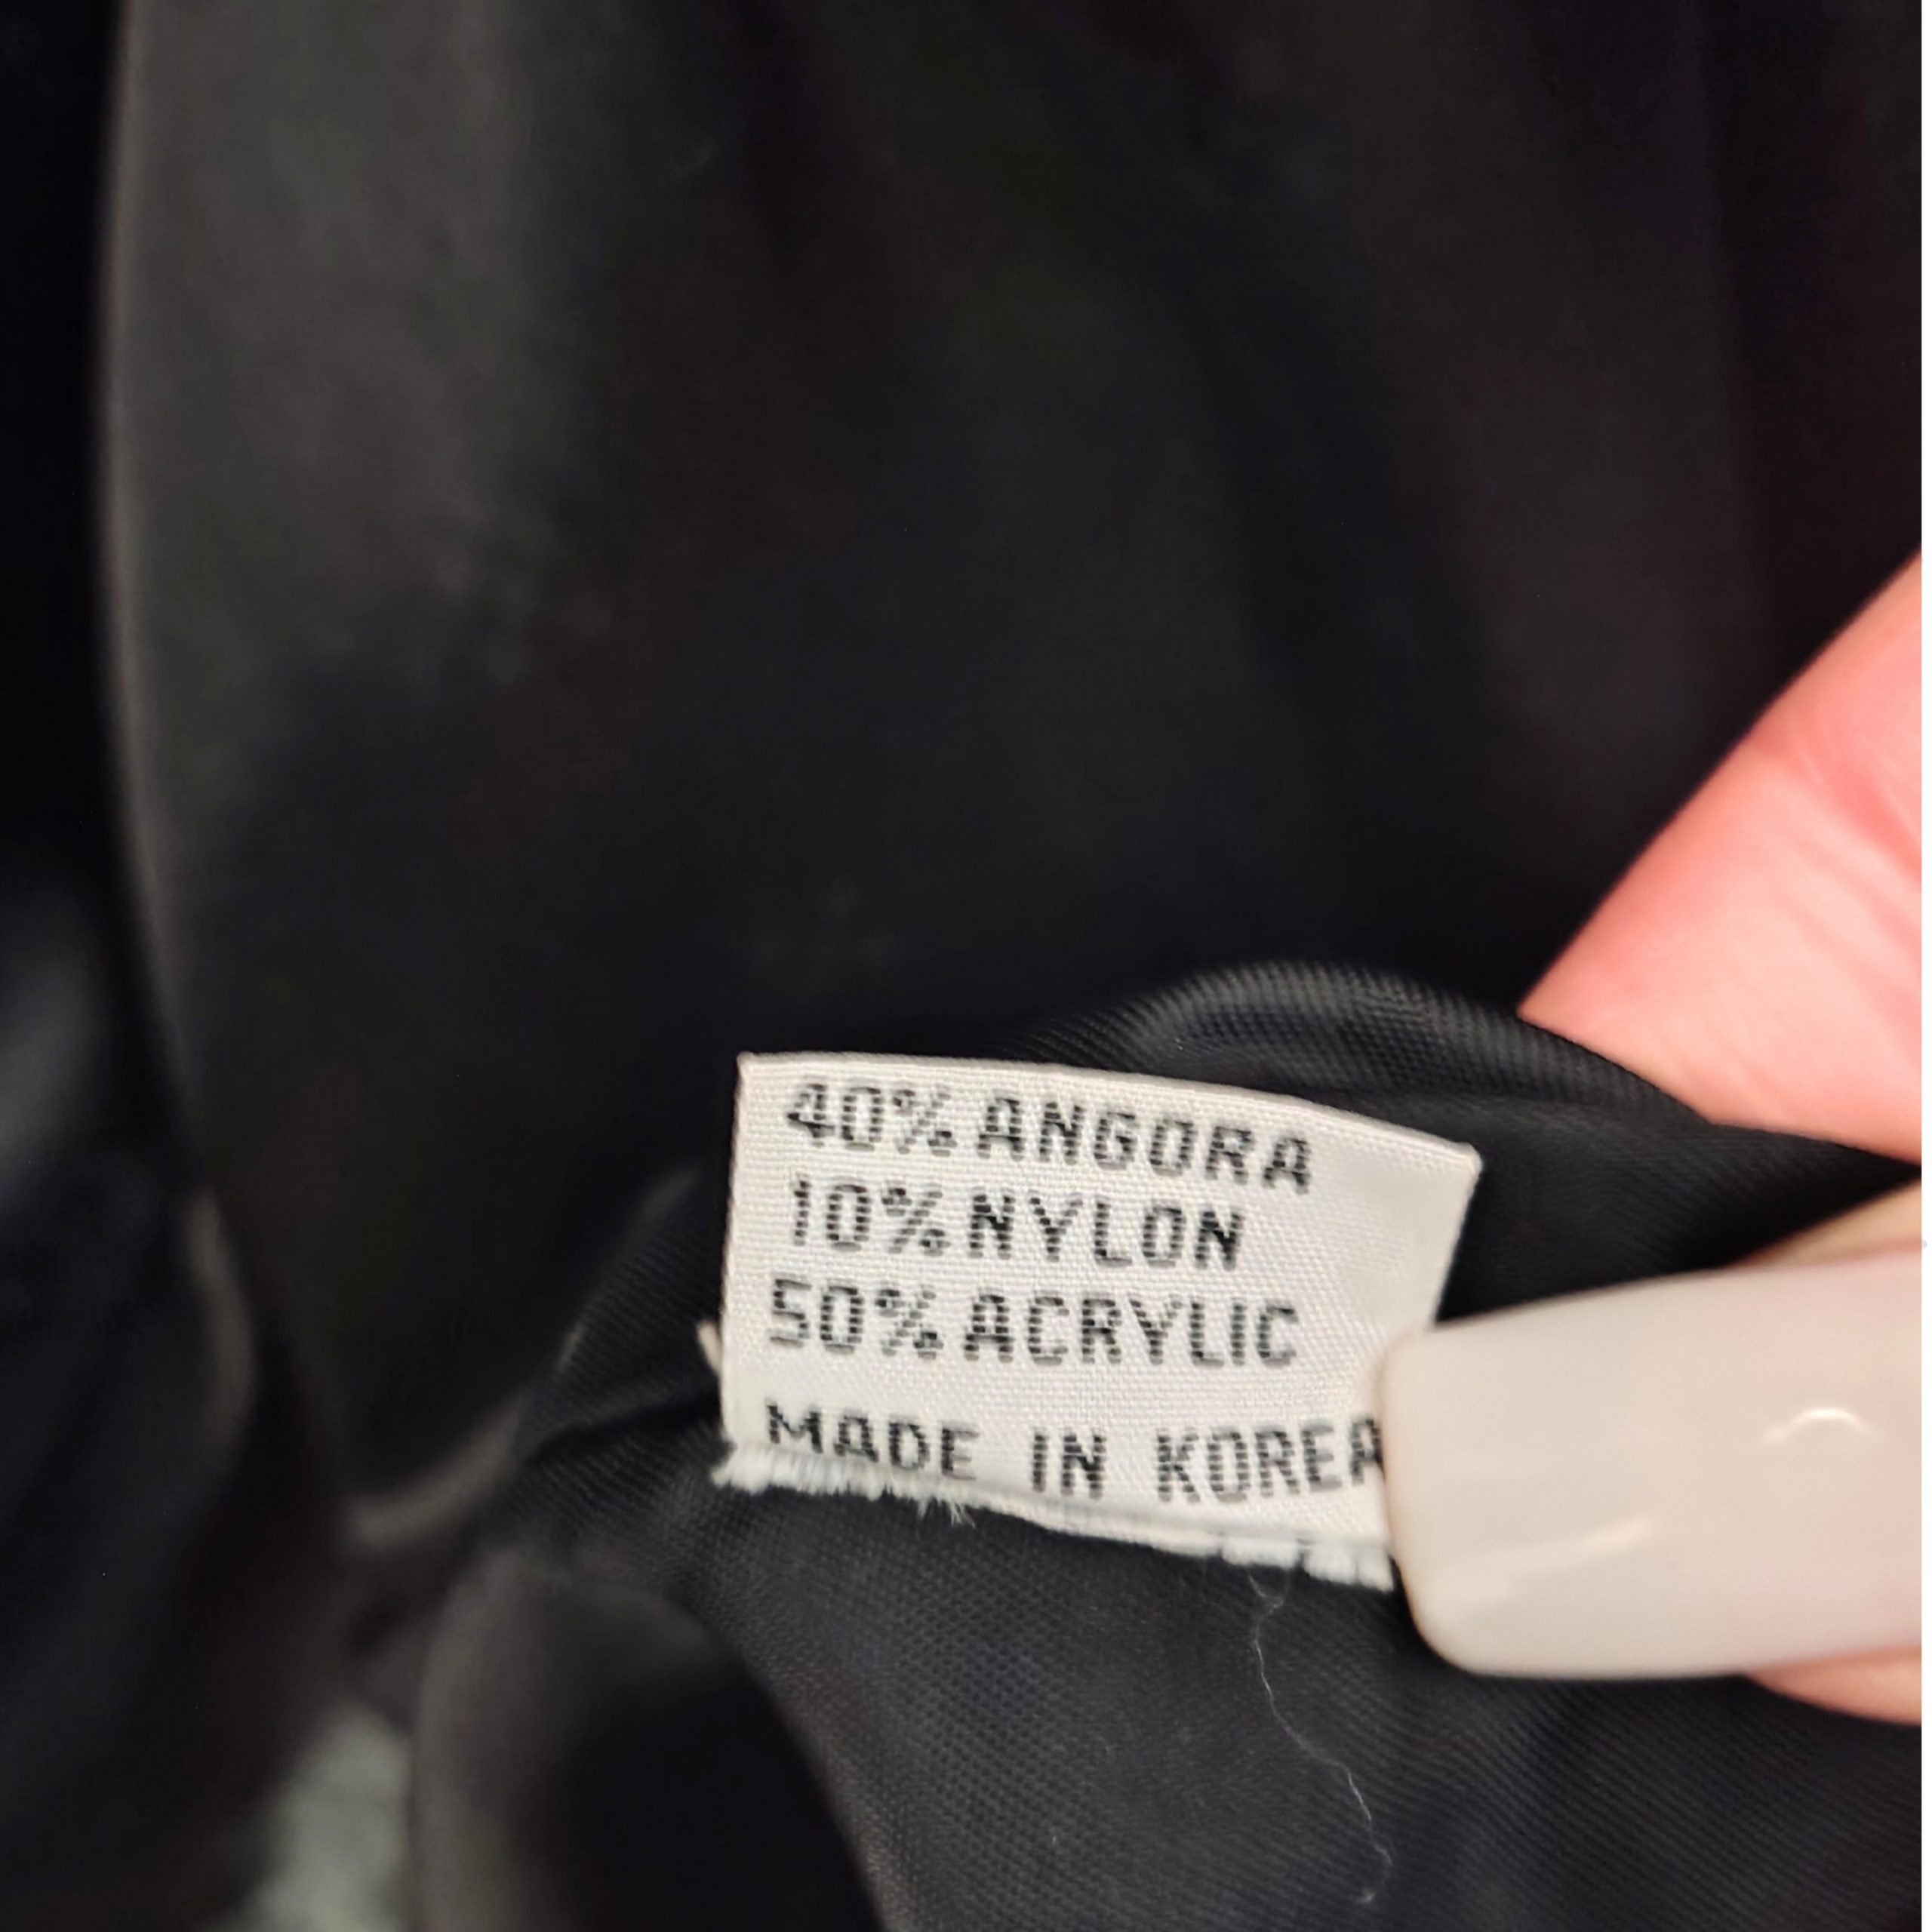 40% ANGORA
10% NYLON
50% ACRYLIC
MADE IN KOREA